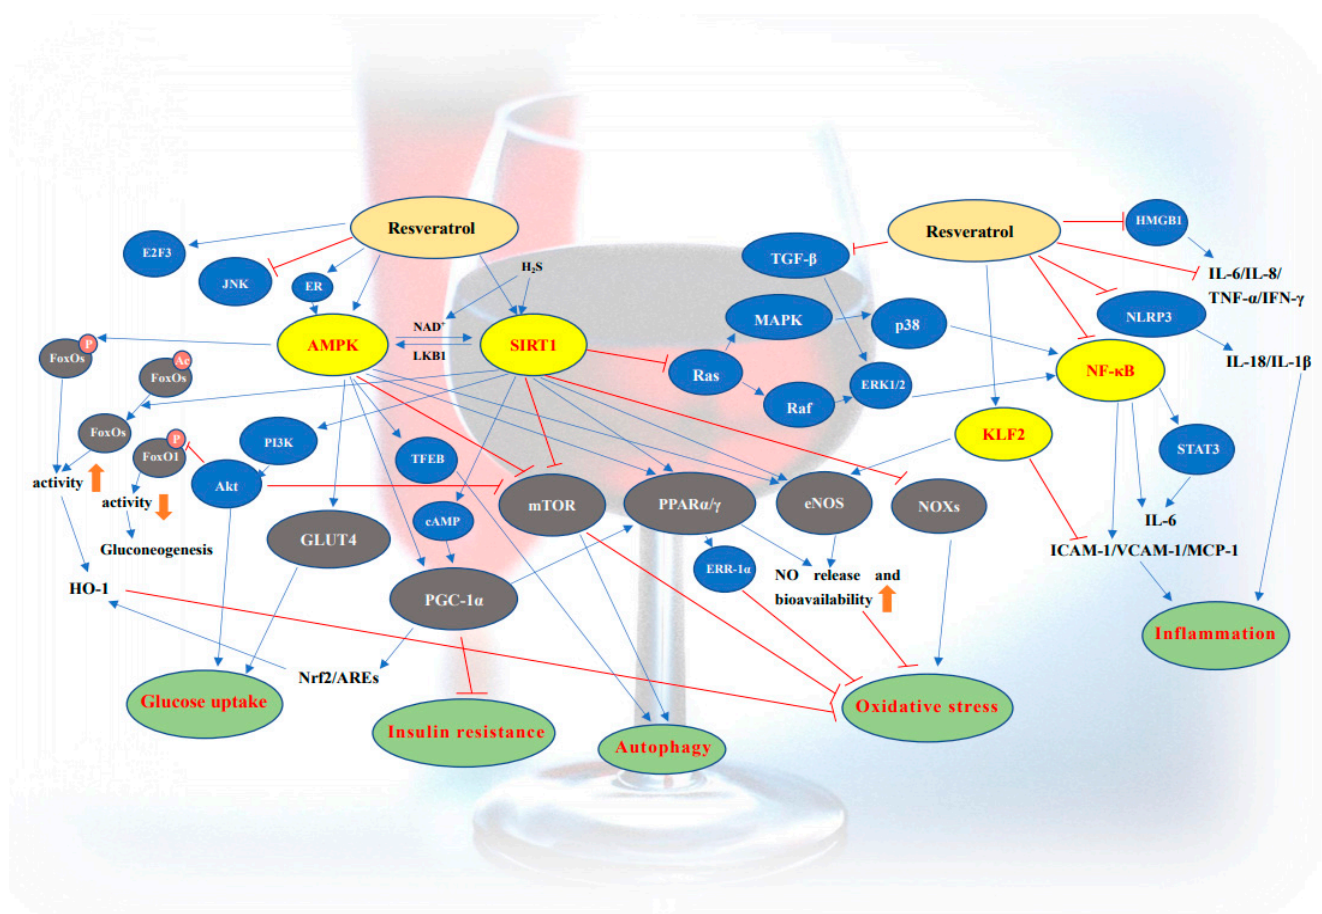 Resveratrol
Resveratrol
HMGB1
E2F3
TGF-β
JNK
ER
H₂S
IL-6/IL-8/
TNF-α/IFN-γ
NLRP3
MAPK
p38
NAD⁺
AMPK
SIRT1
LKB1
P
FoxOs
Ac
FoxOs
Ras
Raf
ERK1/2
NF-κB
IL-18/IL-1β
FoxOs
P
FoxO1
PI3K
TFEB
KLF2
STAT3
activity
Akt
activity
mTOR
PPARα/γ
eNOS
NOXs
cAMP
IL-6
GLUT4
Gluconeogenesis
ICAM-1/VCAM-1/MCP-1
HO-1
PGC-1α
ERR-1α
NO release and
bioavailability
Inflammation
Nrf2/AREs
Glucose uptake
Insulin resistance
Autophagy
Oxidative stress